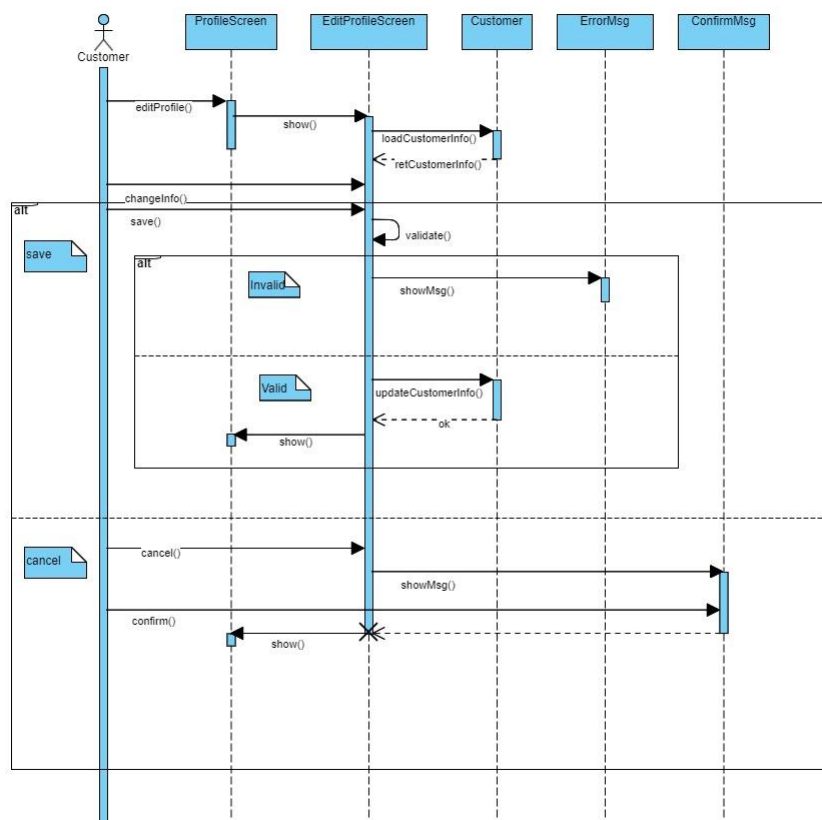 ProfileScreen
EditProfileScreen
Customer
ErrorMsg
ConfirmMsg
Customer
editProfile()
show()
loadCustomerInfo()
retCustomerInfo()
changeInfo()
alt
save()
validate()
save
alt
Invalid
showMsg()
Valid
updateCustomerInfo()
ok
show()
cancel
cancel()
showMsg()
confirm()
show()